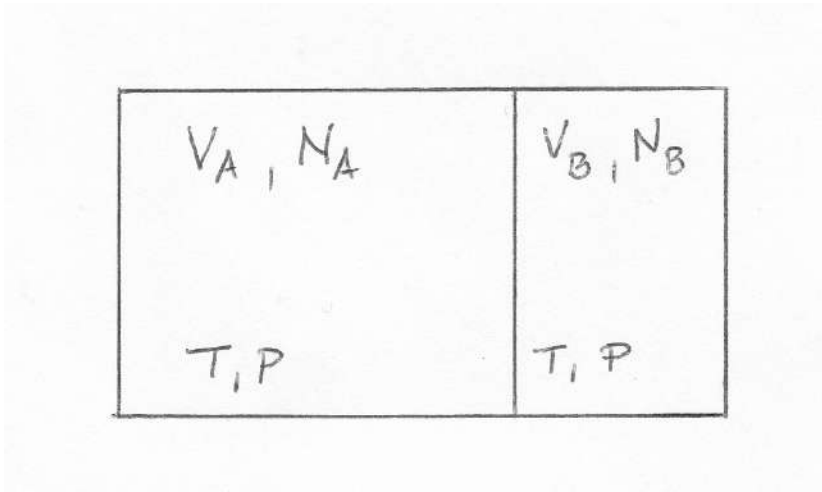 V_A, N_A
V_B, N_B
T, P
T, P